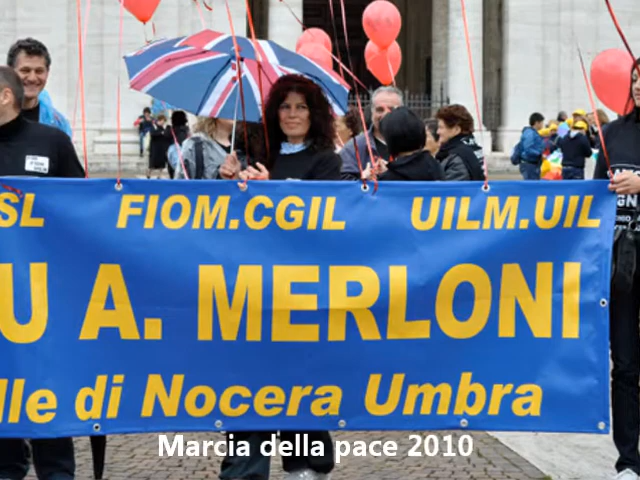 SL FIOM.CGIL UILM.UIL
U A. MERLONI
lle di Nocera Umbra
Marcia della pace 2010